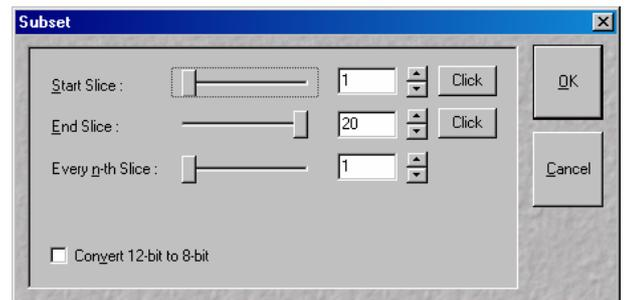 Subset
Start Slice : 1 Click
End Slice : 20 Click
Every n-th Slice : 1
Convert 12-bit to 8-bit
OK
Cancel